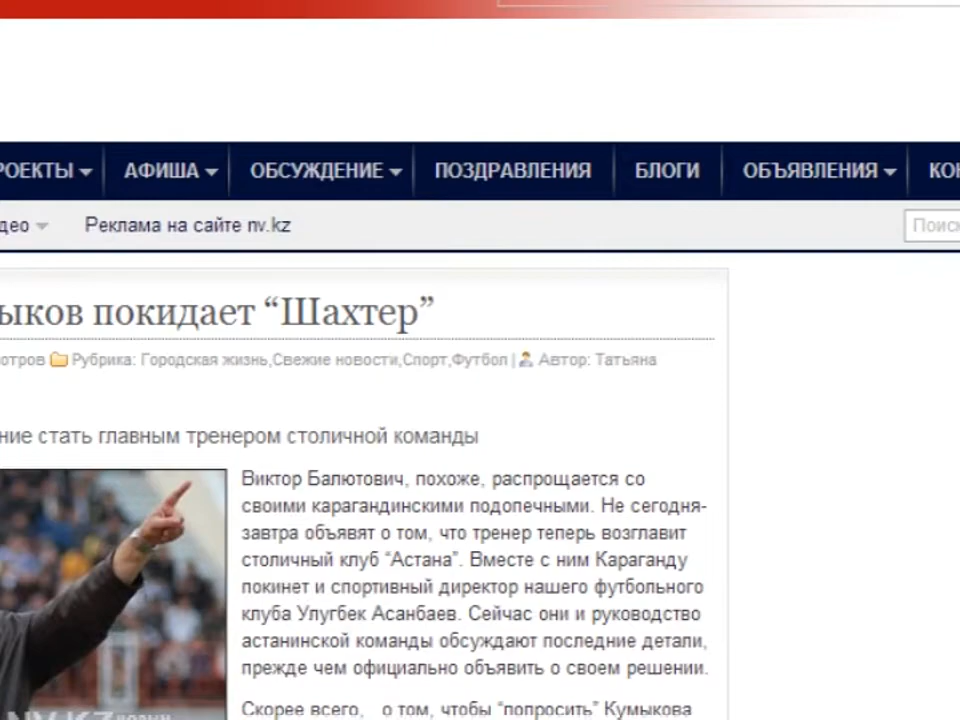 РОЕКТЫ АФИША ОБСУЖДЕНИЕ ПОЗДРАВЛЕНИЯ БЛОГИ ОБЪЯВЛЕНИЯ КОН
део Реклама на сайте nv.kz Поиск
ыков покидает “Шахтер”
отров Рубрика: Городская жизнь,Свежие новости,Спорт,Футбол | Автор: Татьяна
ние стать главным тренером столичной команды
Виктор Балютович, похоже, распрощается со
своими карагандинскими подопечными. Не сегодня-
завтра объявят о том, что тренер теперь возглавит
столичный клуб “Астана”. Вместе с ним Караганду
покинет и спортивный директор нашего футбольного
клуба Улугбек Асанбаев. Сейчас они и руководство
астанинской команды обсуждают последние детали,
прежде чем официально объявить о своем решении.
Скорее всего, о том, чтобы “попросить” Кумыкова